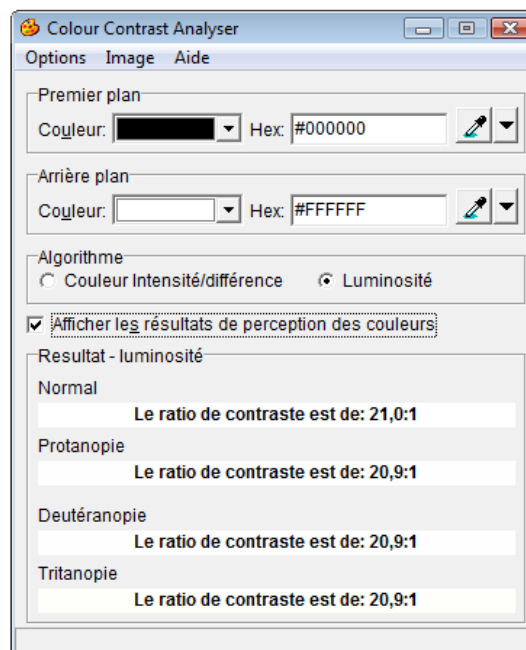 Colour Contrast Analyser
Options Image Aide
Premier plan
Couleur: Hex: #000000
Arrière plan
Couleur: Hex: #FFFFFF
Algorithme
Couleur Intensité/différence Luminosité
Afficher les résultats de perception des couleurs
Resultat - luminosité
Normal
Le ratio de contraste est de: 21,0:1
Protanopie
Le ratio de contraste est de: 20,9:1
Deutéranopie
Le ratio de contraste est de: 20,9:1
Tritanopie
Le ratio de contraste est de: 20,9:1